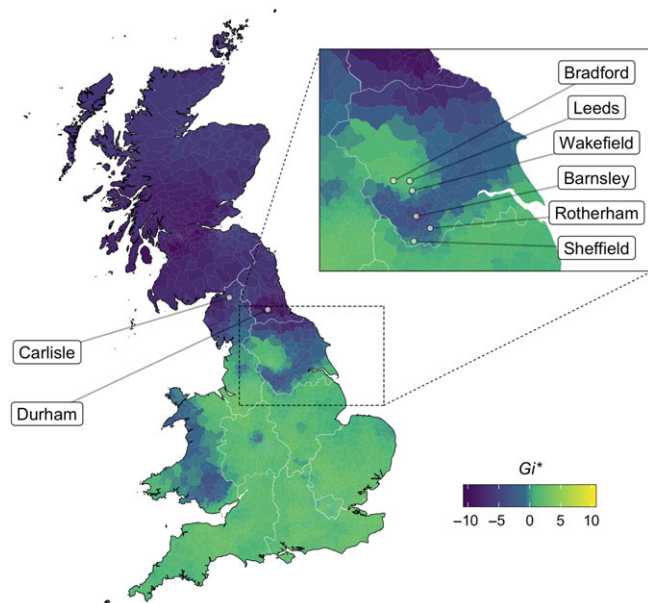 Bradford
Leeds
Wakefield
Barnsley
Rotherham
Sheffield
Carlisle
Durham
Gi*
−10 −5 0 5 10